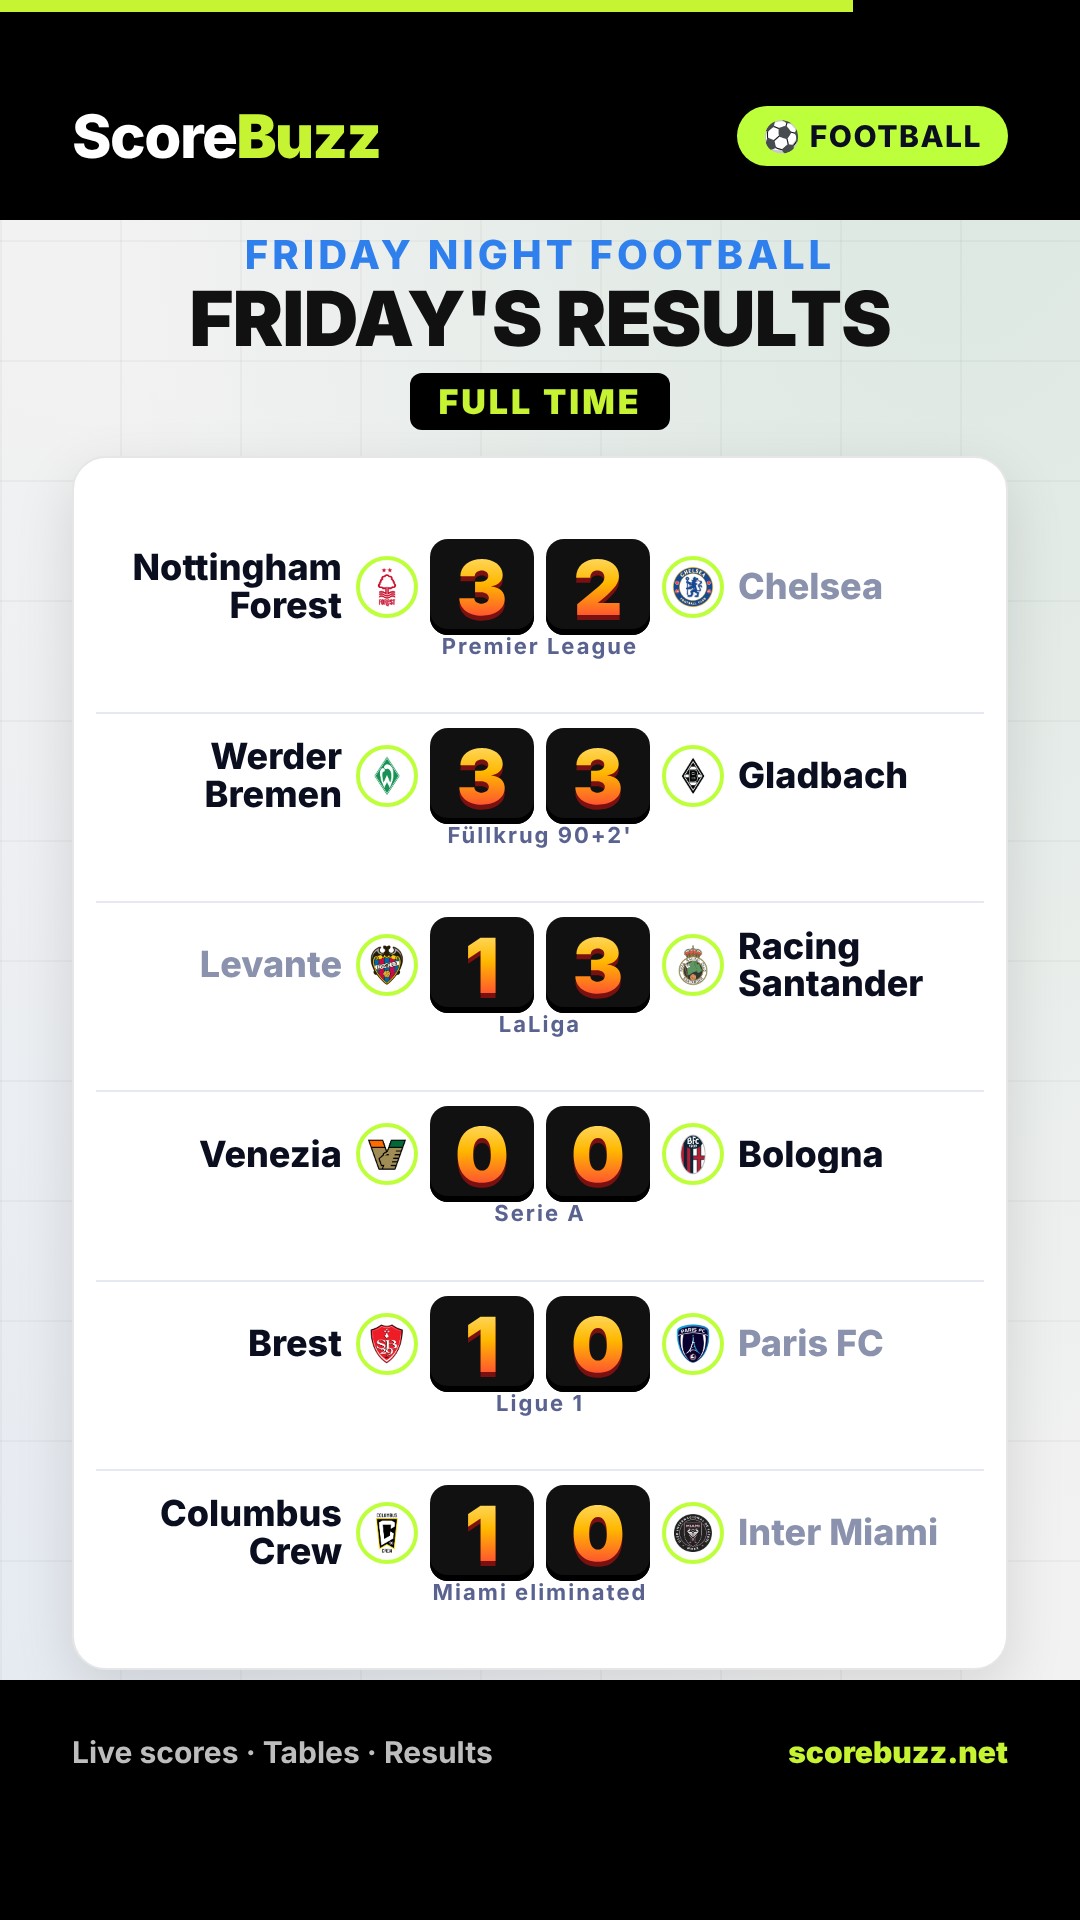 ScoreBuzz
⚽ FOOTBALL
FRIDAY NIGHT FOOTBALL
FRIDAY'S RESULTS
FULL TIME
Nottingham
Forest
3 2
Chelsea
Premier League
Werder
Bremen
3 3
Gladbach
Füllkrug 90+2'
Levante
1 3
Racing
Santander
LaLiga
Venezia
0 0
Bologna
Serie A
Brest
1 0
Paris FC
Ligue 1
Columbus
Crew
1 0
Inter Miami
Miami eliminated
Live scores · Tables · Results
scorebuzz.net